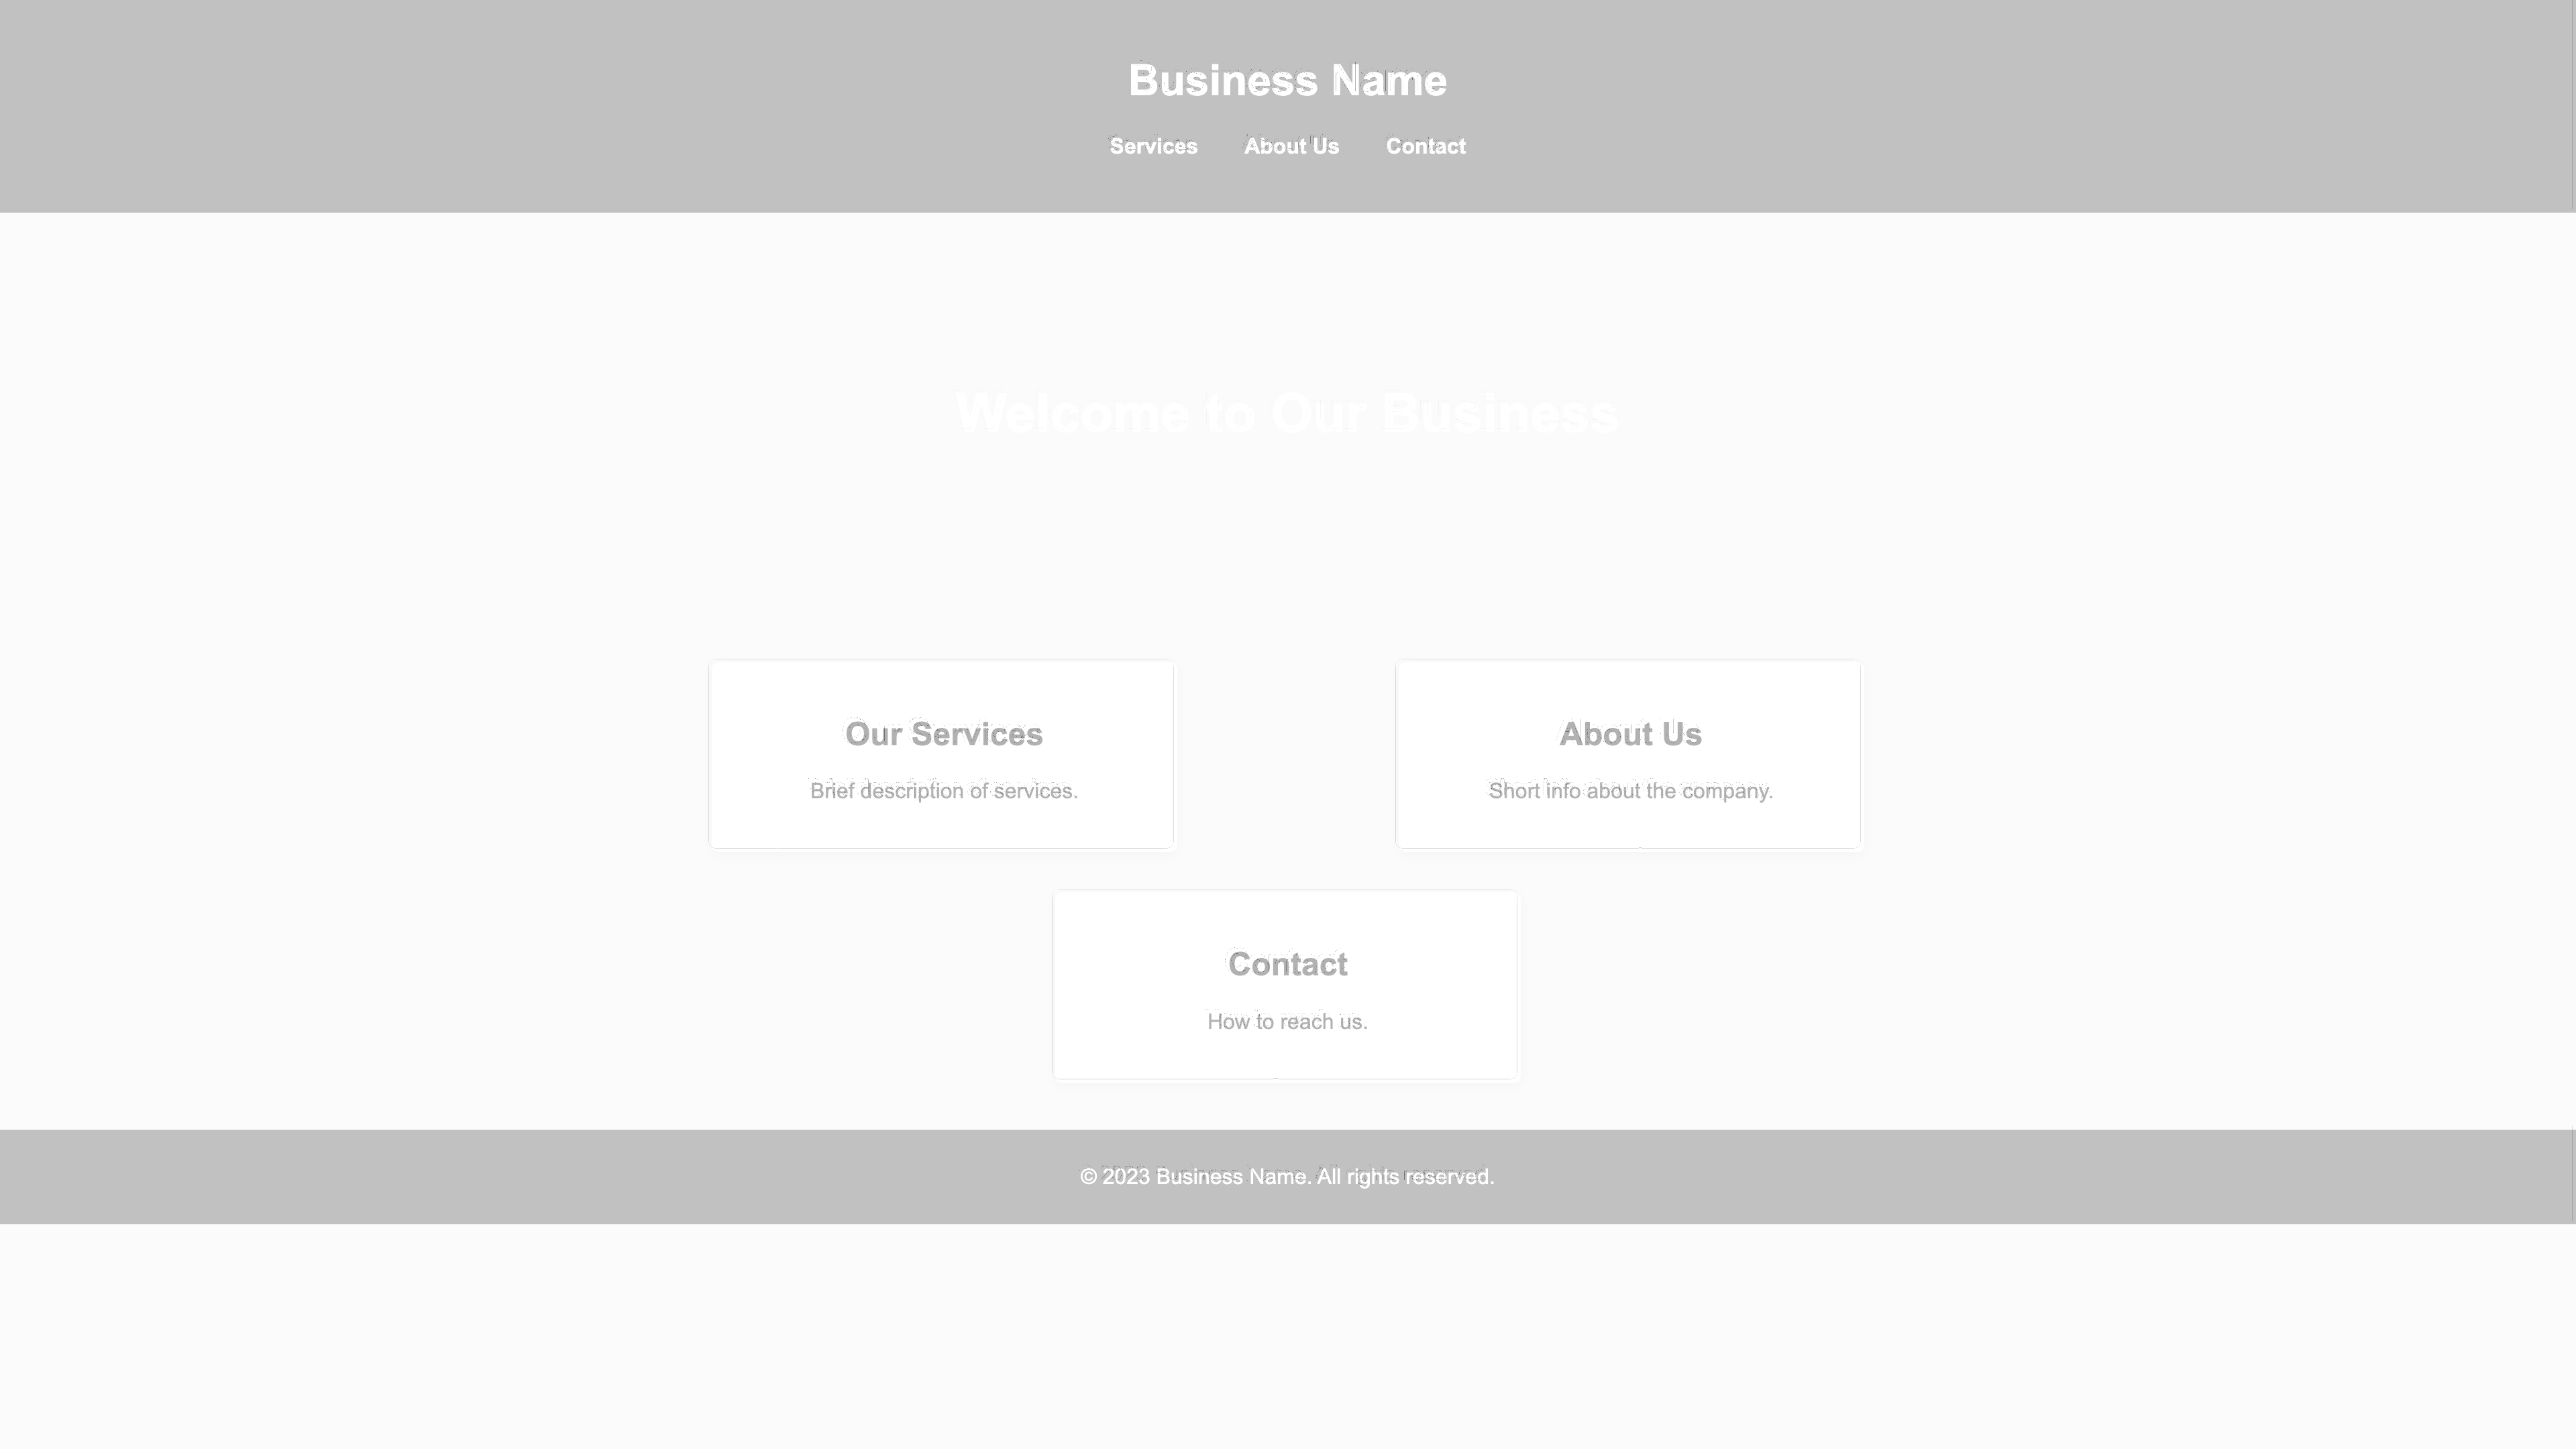 Business Name
Services About Us Contact
Welcome to Our Business
Our Services
Brief description of services.
About Us
Short info about the company.
Contact
How to reach us.
© 2023 Business Name. All rights reserved.